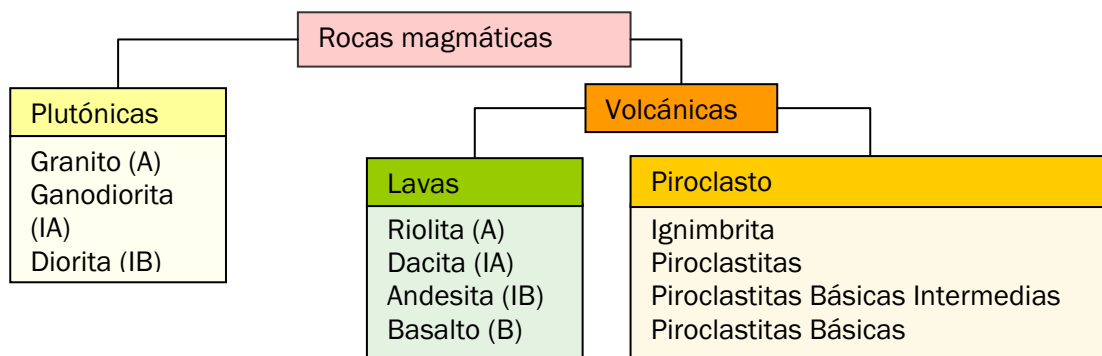 Rocas magmáticas
Plutónicas
Granito (A)
Ganodiorita
(IA)
Diorita (IB)
Volcánicas
Lavas
Riolita (A)
Dacita (IA)
Andesita (IB)
Basalto (B)
Piroclasto
Ignimbrita
Piroclastitas
Piroclastitas Básicas Intermedias
Piroclastitas Básicas